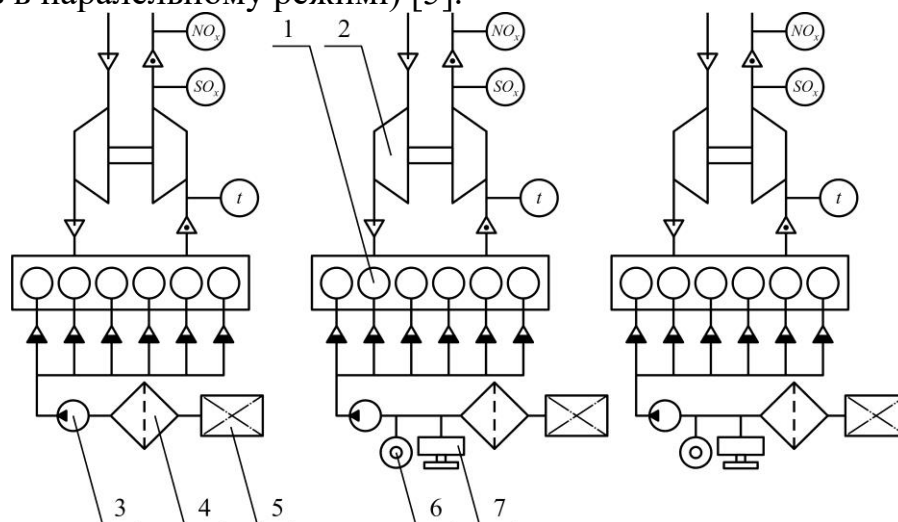 в паралельному режимі) [5].
NOₓ 1 2 NOₓ NOₓ
SOₓ SOₓ SOₓ
t t t
3 4 5 6 7